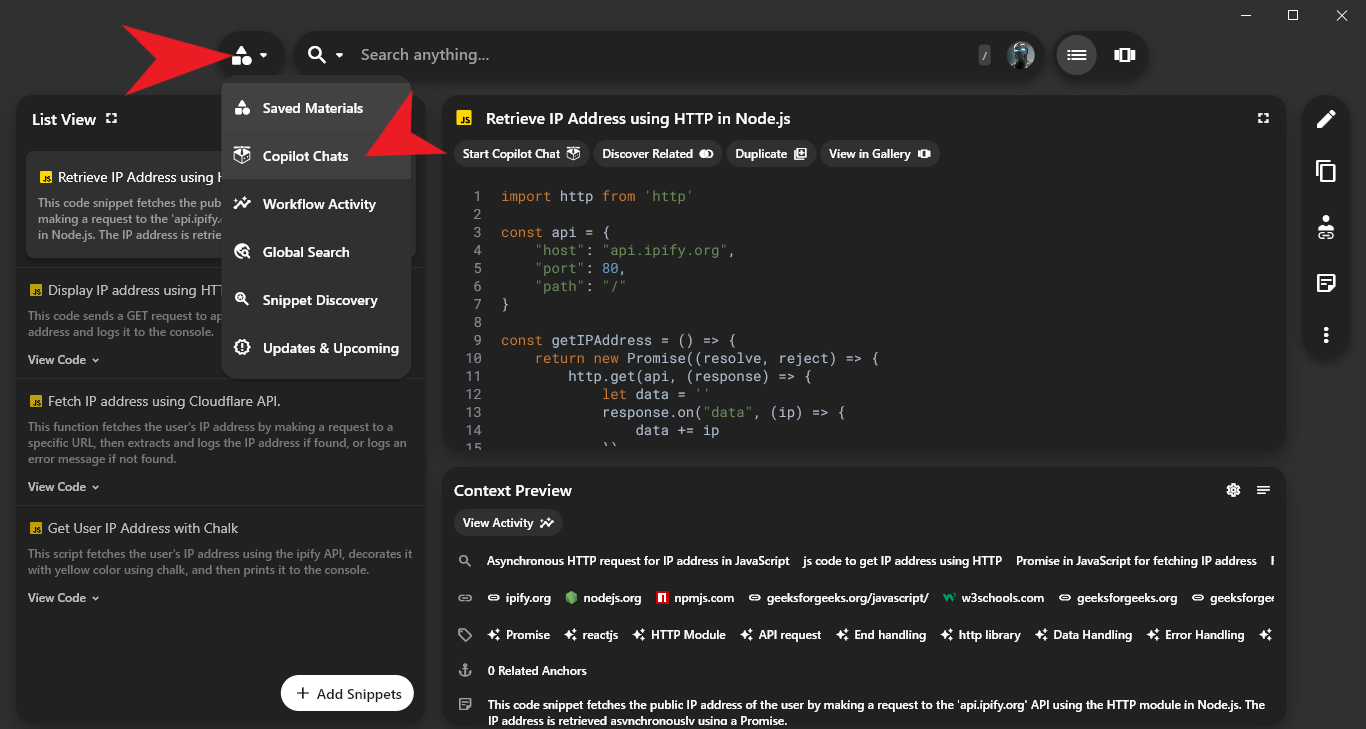 Search anything...
/
List View
Saved Materials
Copilot Chats
Workflow Activity
Global Search
Snippet Discovery
Updates & Upcoming
JS Retrieve IP Address using H
This code snippet fetches the pub
making a request to the 'api.ipify.
in Node.js. The IP address is retrie
JS Display IP address using HT
This code sends a GET request to ap
address and logs it to the console.
View Code
JS Fetch IP address using Cloudflare API.
This function fetches the user's IP address by making a request to a
specific URL, then extracts and logs the IP address if found, or logs an
error message if not found.
View Code
JS Get User IP Address with Chalk
This script fetches the user's IP address using the ipify API, decorates it
with yellow color using chalk, and then prints it to the console.
View Code
+ Add Snippets
JS Retrieve IP Address using HTTP in Node.js
Start Copilot Chat Discover Related Duplicate View in Gallery
1 import http from 'http'
2
3 const api = {
4 "host": "api.ipify.org",
5 "port": 80,
6 "path": "/"
7 }
8
9 const getIPAddress = () => {
10 return new Promise((resolve, reject) => {
11 http.get(api, (response) => {
12 let data = ''
13 response.on("data", (ip) => {
14 data += ip
15 })
Context Preview
View Activity
Asynchronous HTTP request for IP address in JavaScript js code to get IP address using HTTP Promise in JavaScript for fetching IP address
ipify.org nodejs.org npmjs.com geeksforgeeks.org/javascript/ w3schools.com geeksforgeeks.org geeksforgee
Promise reactjs HTTP Module API request End handling http library Data Handling Error Handling
0 Related Anchors
This code snippet fetches the public IP address of the user by making a request to the 'api.ipify.org' API using the HTTP module in Node.js. The
IP address is retrieved asynchronously using a Promise.